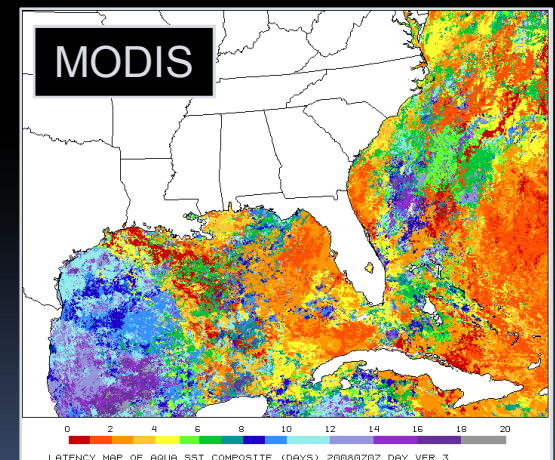 MODIS
0 2 4 6 8 10 12 14 16 18 20
LATENCY MAP OF AQUA SST COMPOSITE (DAYS) 2008070Z DAY VER 3